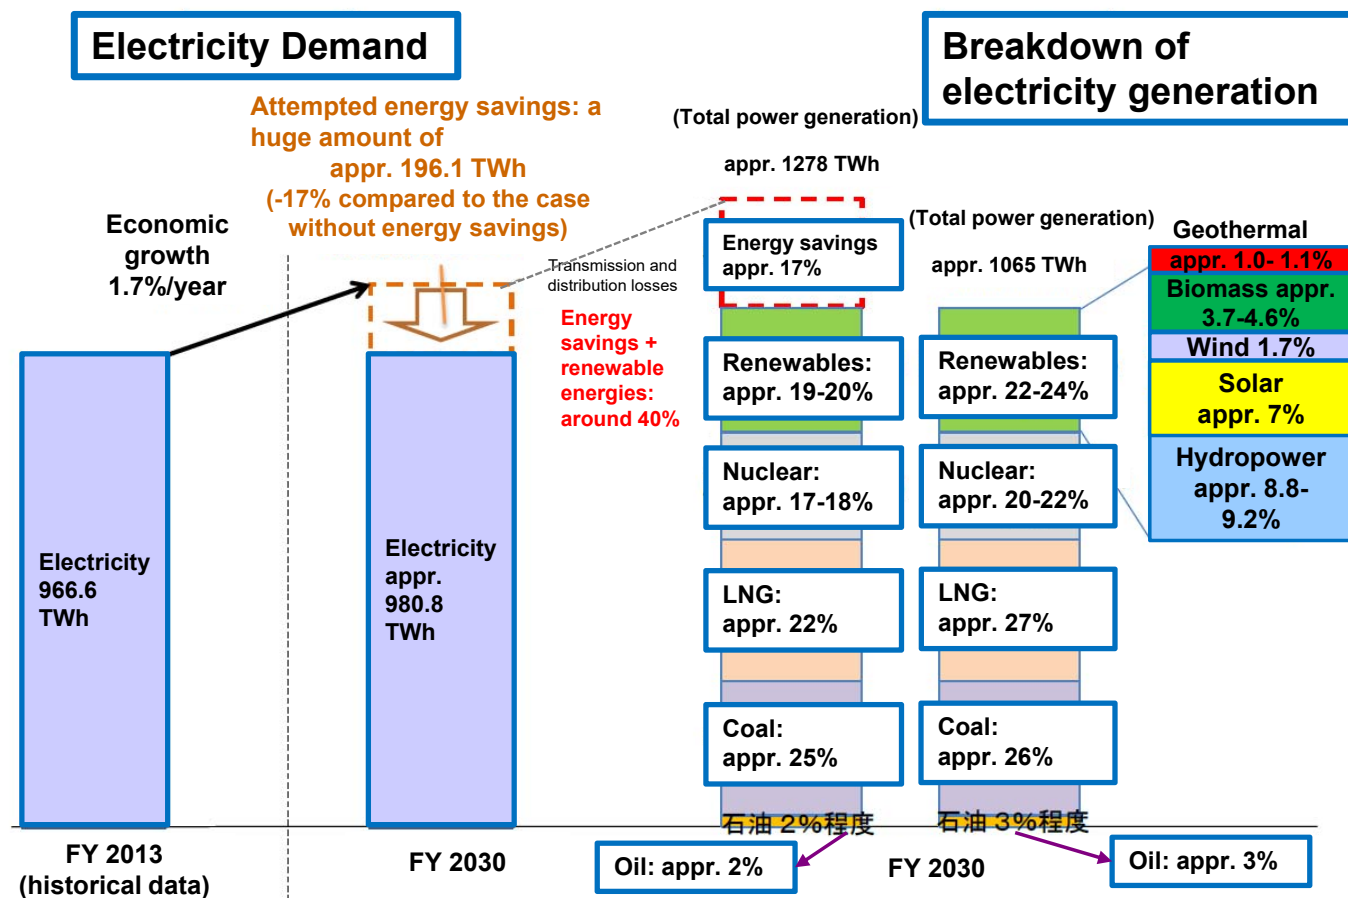 Electricity Demand
Breakdown of
electricity generation
Attempted energy savings: a
huge amount of
appr. 196.1 TWh
(-17% compared to the case
without energy savings)
Economic
growth
1.7%/year
Electricity
966.6
TWh
Electricity
appr.
980.8
TWh
FY 2013
(historical data)
FY 2030
Transmission and
distribution losses
Energy
savings +
renewable
energies:
around 40%
(Total power generation)
appr. 1278 TWh
Energy savings
appr. 17%
Renewables:
appr. 19-20%
Nuclear:
appr. 17-18%
LNG:
appr. 22%
Coal:
appr. 25%
石油２%程度
Oil: appr. 2%
(Total power generation)
appr. 1065 TWh
Renewables:
appr. 22-24%
Nuclear:
appr. 20-22%
LNG:
appr. 27%
Coal:
appr. 26%
石油３%程度
Oil: appr. 3%
FY 2030
Geothermal
appr. 1.0- 1.1%
Biomass appr.
3.7-4.6%
Wind 1.7%
Solar
appr. 7%
Hydropower
appr. 8.8-
9.2%